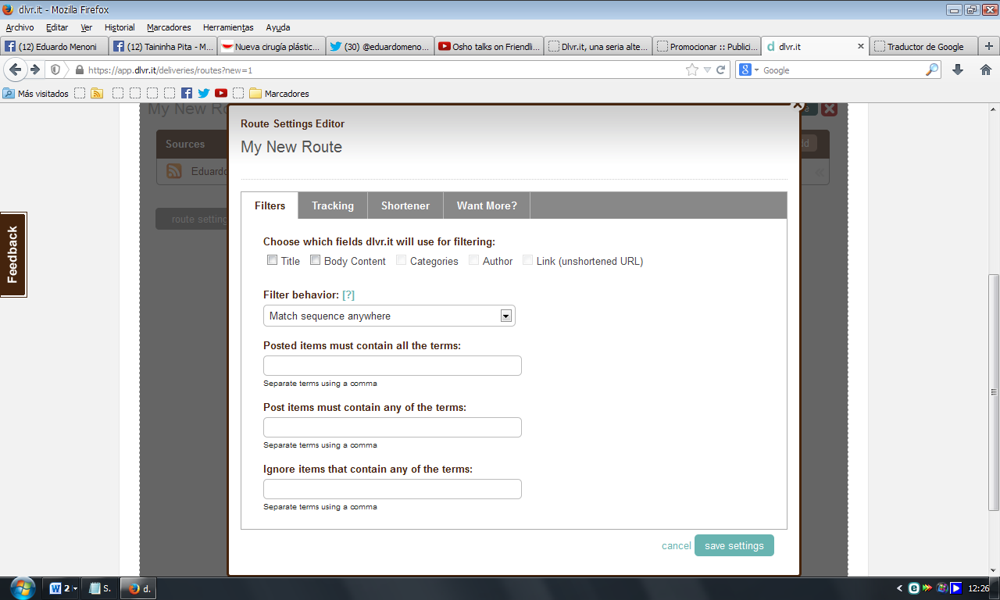 dlvr.it - Mozilla Firefox
Archivo Editar Ver Historial Marcadores Herramientas Ayuda
(12) Eduardo Menoni (12) Taininha Pita - M... Nueva cirugía plástic... (30) @eduardomeno... Osho talks on Friendli... Dlvr.it, una seria alte... Promocionar :: Publici... dlvr.it Traductor de Google
https://app.dlvr.it/deliveries/routes?new=1 Google
Más visitados Marcadores
My New Ro
Route Settings Editor
My New Route
Sources
Eduardo
route setting
Feedback
Filters Tracking Shortener Want More?
Choose which fields dlvr.it will use for filtering:
Title Body Content Categories Author Link (unshortened URL)
Filter behavior: [?]
Match sequence anywhere
Posted items must contain all the terms:
Separate terms using a comma
Post items must contain any of the terms:
Separate terms using a comma
Ignore items that contain any of the terms:
Separate terms using a comma
cancel save settings
2 S. d. 12:26